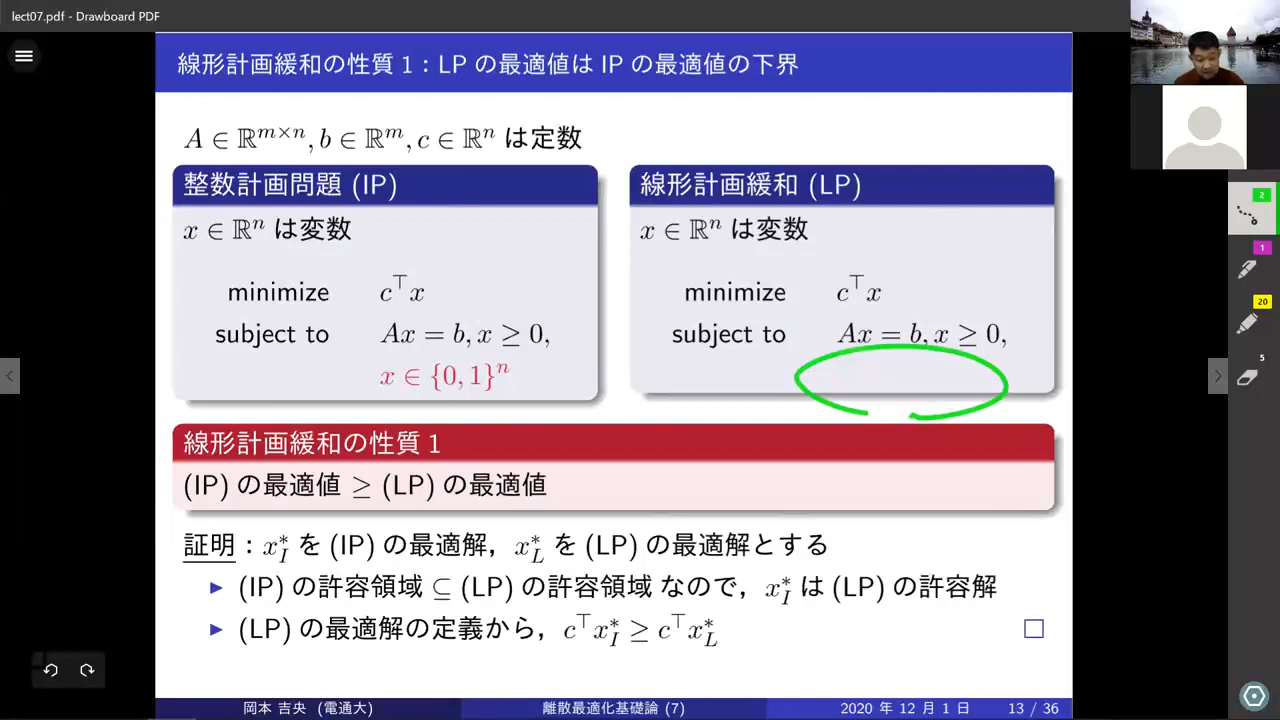 lect07.pdf - Drawboard PDF
線形計画緩和の性質 1 : LP の最適値は IP の最適値の下界
A ∈ ℝ^{m×n}, b ∈ ℝ^m, c ∈ ℝ^n は定数
整数計画問題 (IP)
x ∈ ℝ^n は変数
minimize c^⊤x
subject to Ax = b, x ≥ 0,
x ∈ {0, 1}^n
線形計画緩和 (LP)
x ∈ ℝ^n は変数
minimize c^⊤x
subject to Ax = b, x ≥ 0,
線形計画緩和の性質 1
(IP) の最適値 ≥ (LP) の最適値
証明：x_I^* を (IP) の最適解，x_L^* を (LP) の最適解とする
▶ (IP) の許容領域 ⊆ (LP) の許容領域 なので，x_I^* は (LP) の許容解
▶ (LP) の最適解の定義から，c^⊤x_I^* ≥ c^⊤x_L^* □
岡本 吉央 (電通大) 離散最適化基礎論 (7) 2020 年 12 月 1 日 13 / 36
2
1
20
5